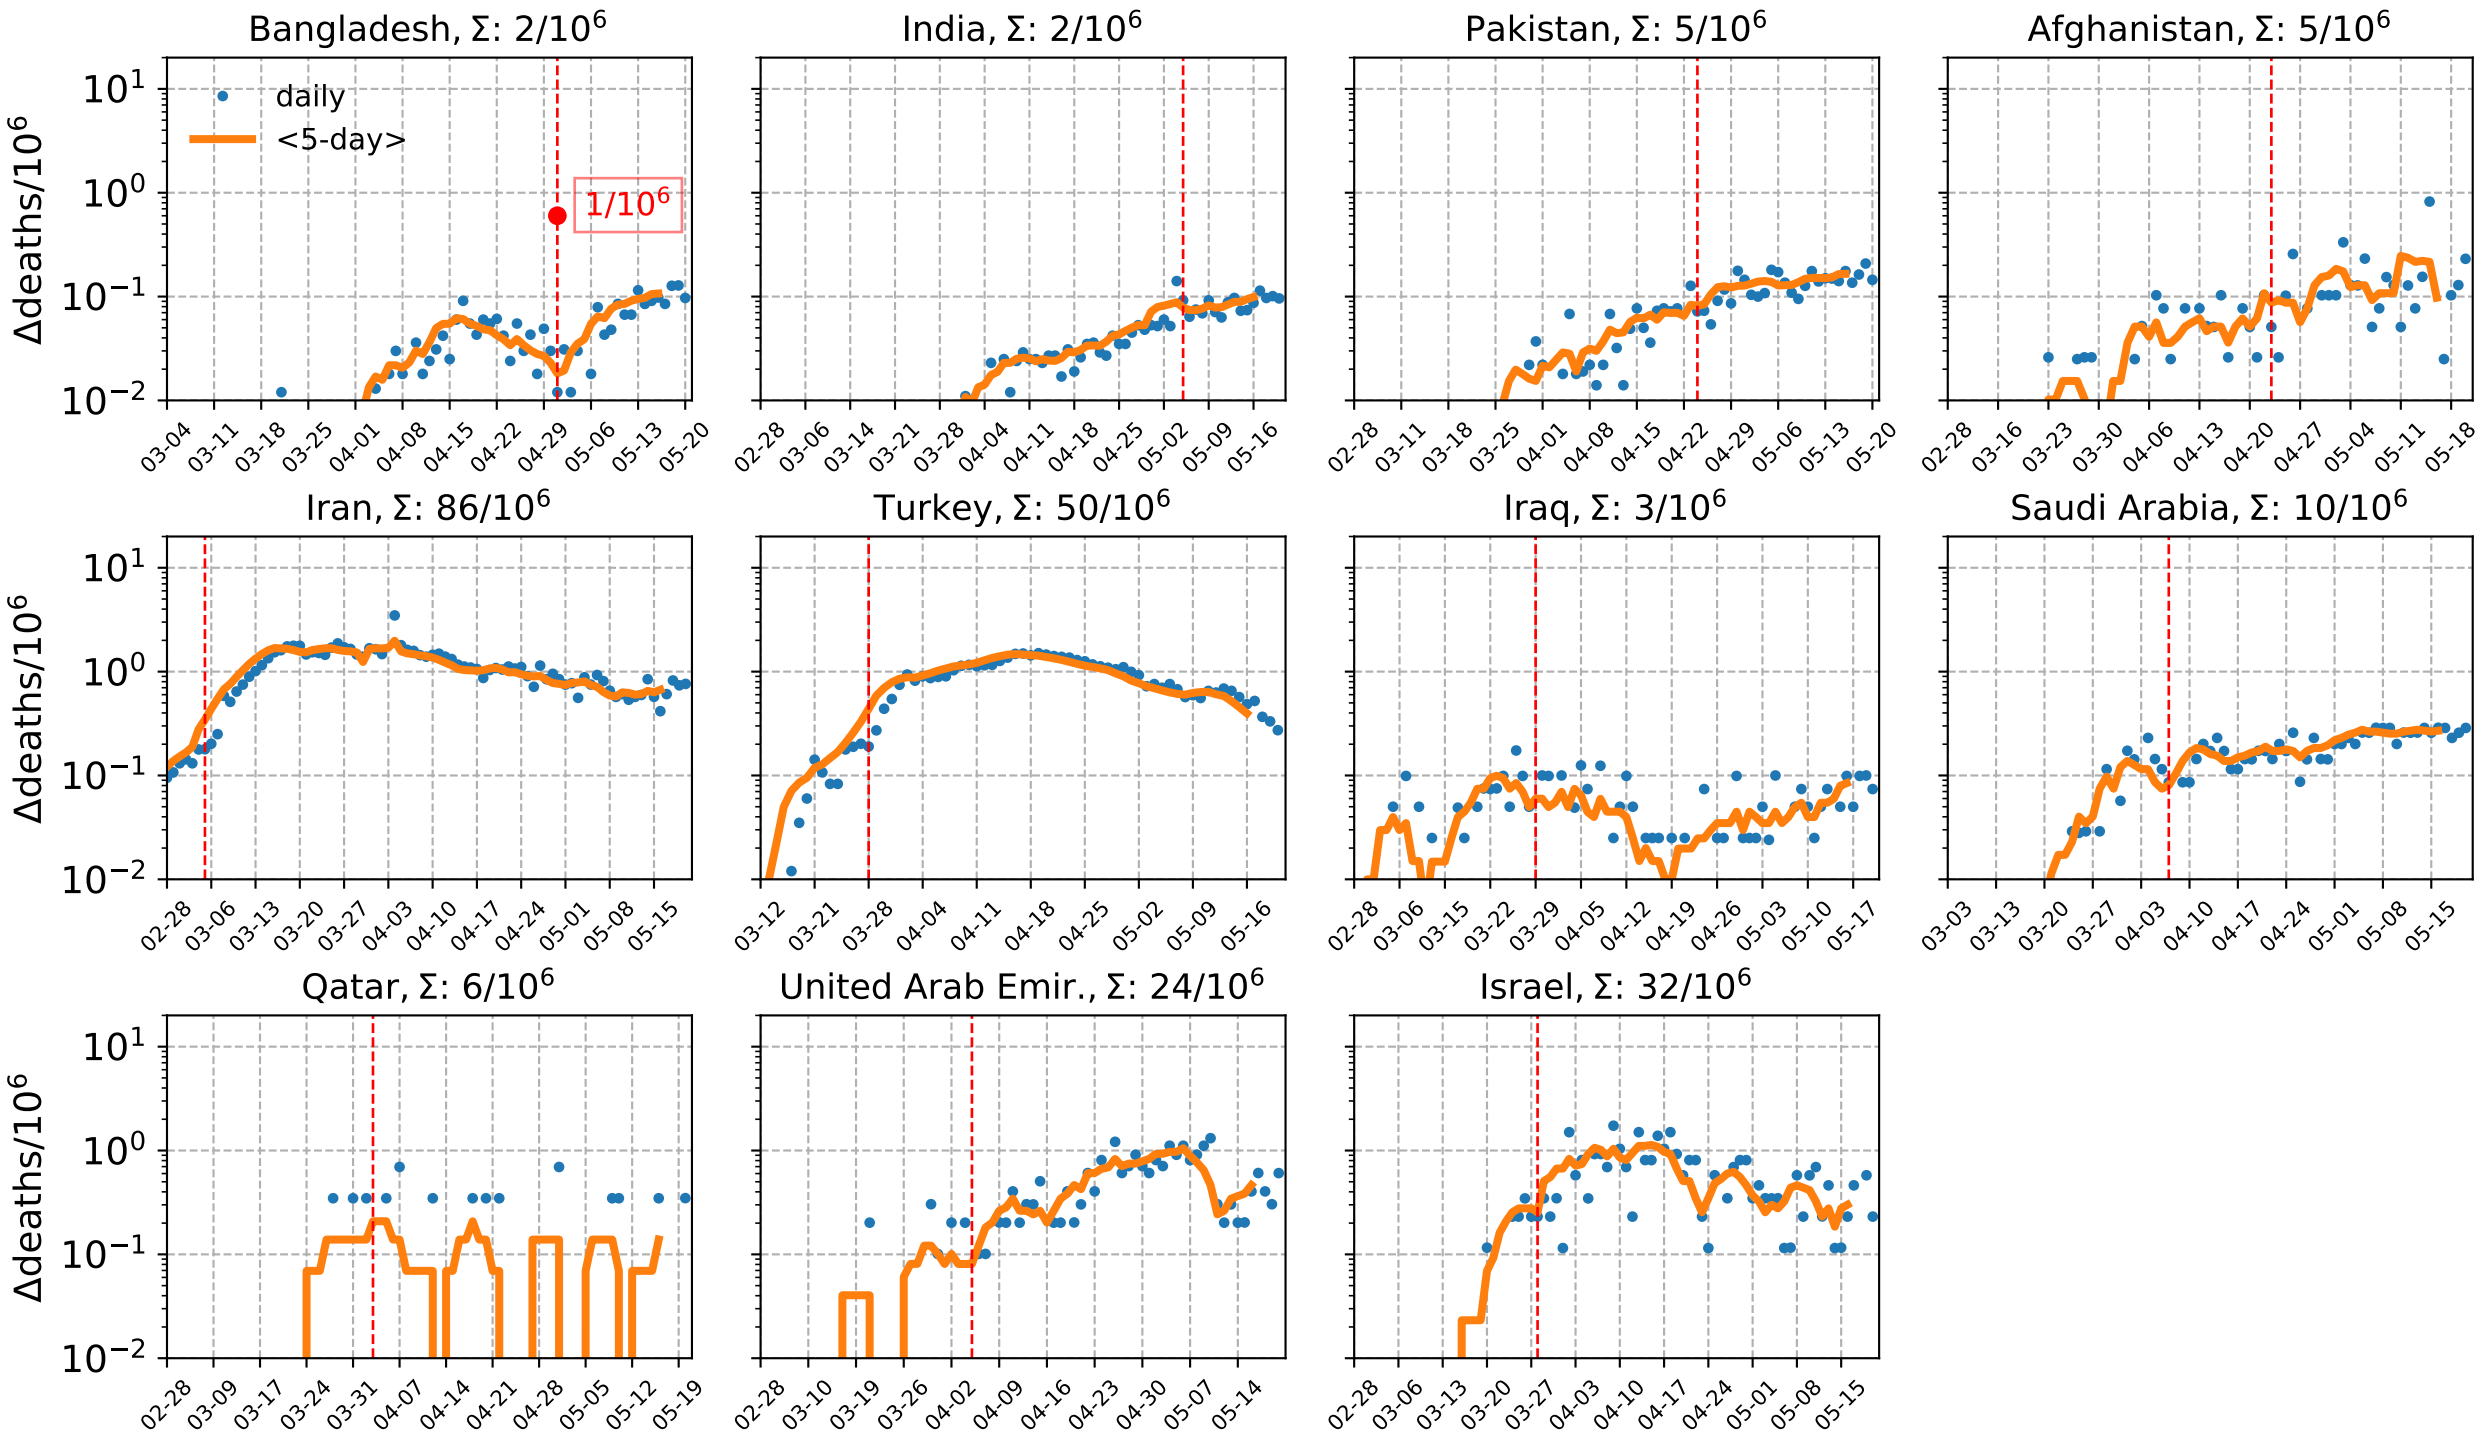 Bangladesh, Σ: 2/10⁶
India, Σ: 2/10⁶
Pakistan, Σ: 5/10⁶
Afghanistan, Σ: 5/10⁶
daily
<5-day>
1/10⁶
Δdeaths/10⁶
10¹
10⁰
10⁻¹
10⁻²
03-04 03-11 03-18 03-25 04-01 04-08 04-15 04-22 04-29 05-06 05-13 05-20
02-28 03-06 03-14 03-21 03-28 04-04 04-11 04-18 04-25 05-02 05-09 05-16
02-28 03-11 03-18 03-25 04-01 04-08 04-15 04-22 04-29 05-06 05-13 05-20
02-28 03-16 03-23 03-30 04-06 04-13 04-20 04-27 05-04 05-11 05-18
Iran, Σ: 86/10⁶
Turkey, Σ: 50/10⁶
Iraq, Σ: 3/10⁶
Saudi Arabia, Σ: 10/10⁶
Δdeaths/10⁶
10¹
10⁰
10⁻¹
10⁻²
02-28 03-06 03-13 03-20 03-27 04-03 04-10 04-17 04-24 05-01 05-08 05-15
03-12 03-21 03-28 04-04 04-11 04-18 04-25 05-02 05-09 05-16
02-28 03-06 03-15 03-22 03-29 04-05 04-12 04-19 04-26 05-03 05-10 05-17
03-03 03-13 03-20 03-27 04-03 04-10 04-17 04-24 05-01 05-08 05-15
Qatar, Σ: 6/10⁶
United Arab Emir., Σ: 24/10⁶
Israel, Σ: 32/10⁶
Δdeaths/10⁶
10¹
10⁰
10⁻¹
10⁻²
02-28 03-09 03-17 03-24 03-31 04-07 04-14 04-21 04-28 05-05 05-12 05-19
02-28 03-10 03-19 03-26 04-02 04-09 04-16 04-23 04-30 05-07 05-14
02-28 03-06 03-13 03-20 03-27 04-03 04-10 04-17 04-24 05-01 05-08 05-15